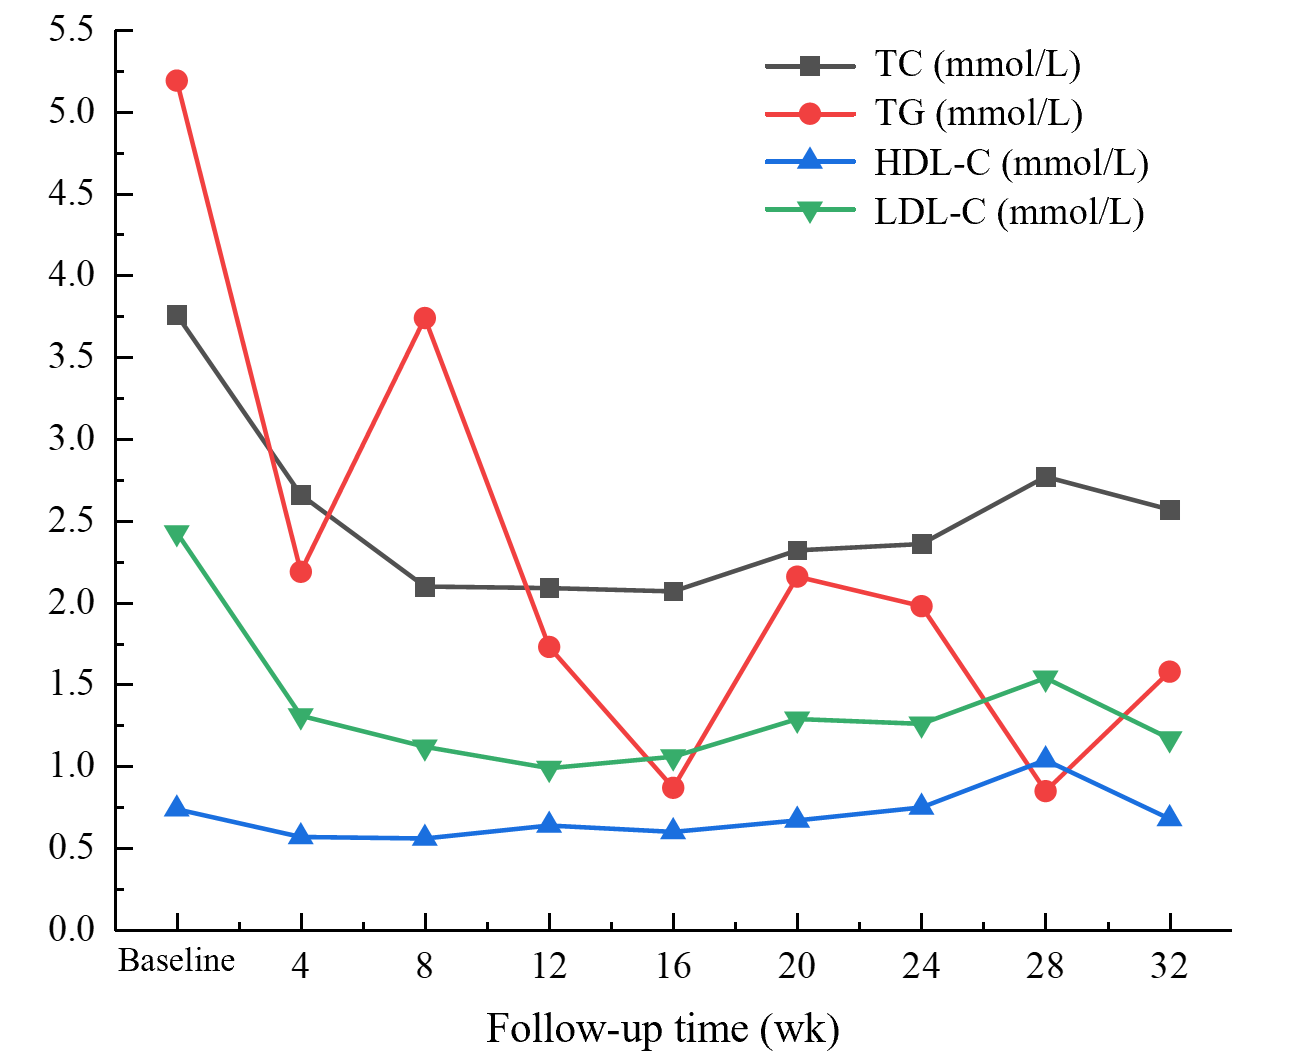 5.5
5.0
4.5
4.0
3.5
3.0
2.5
2.0
1.5
1.0
0.5
0.0
TC (mmol/L)
TG (mmol/L)
HDL-C (mmol/L)
LDL-C (mmol/L)
Baseline 4 8 12 16 20 24 28 32
Follow-up time (wk)